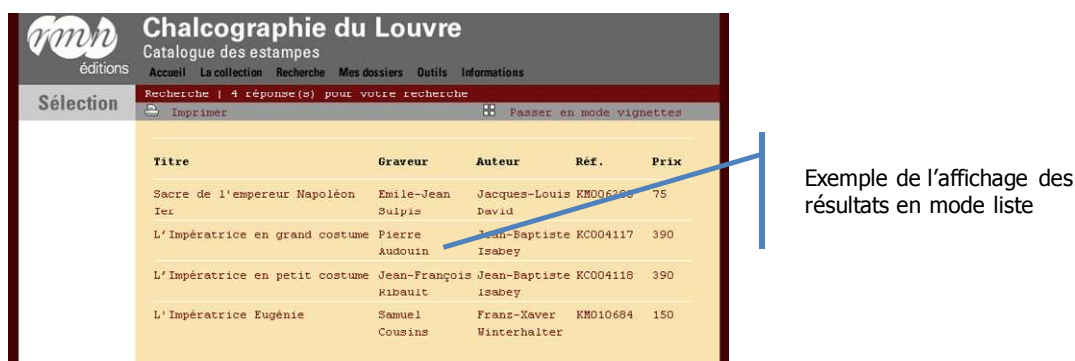 rmn
éditions
Chalcographie du Louvre
Catalogue des estampes
Accueil La collection Recherche Mes dossiers Outils Informations
Sélection
Recherche | 4 réponse(s) pour votre recherche
Imprimer Passer en mode vignettes
Titre Graveur Auteur Réf. Prix
Sacre de l'empereur Napoléon Emile-Jean Jacques-Louis 75
Ier Sulpis David
L'Impératrice en grand costume Pierre Jean-Baptiste KC004117 390
Audouin Isabey
L'Impératrice en petit costume Jean-François Jean-Baptiste KC004118 390
Ribault Isabey
L'Impératrice Eugénie Samuel Franz-Xaver KM010684 150
Cousins Winterhalter
Exemple de l'affichage des
résultats en mode liste